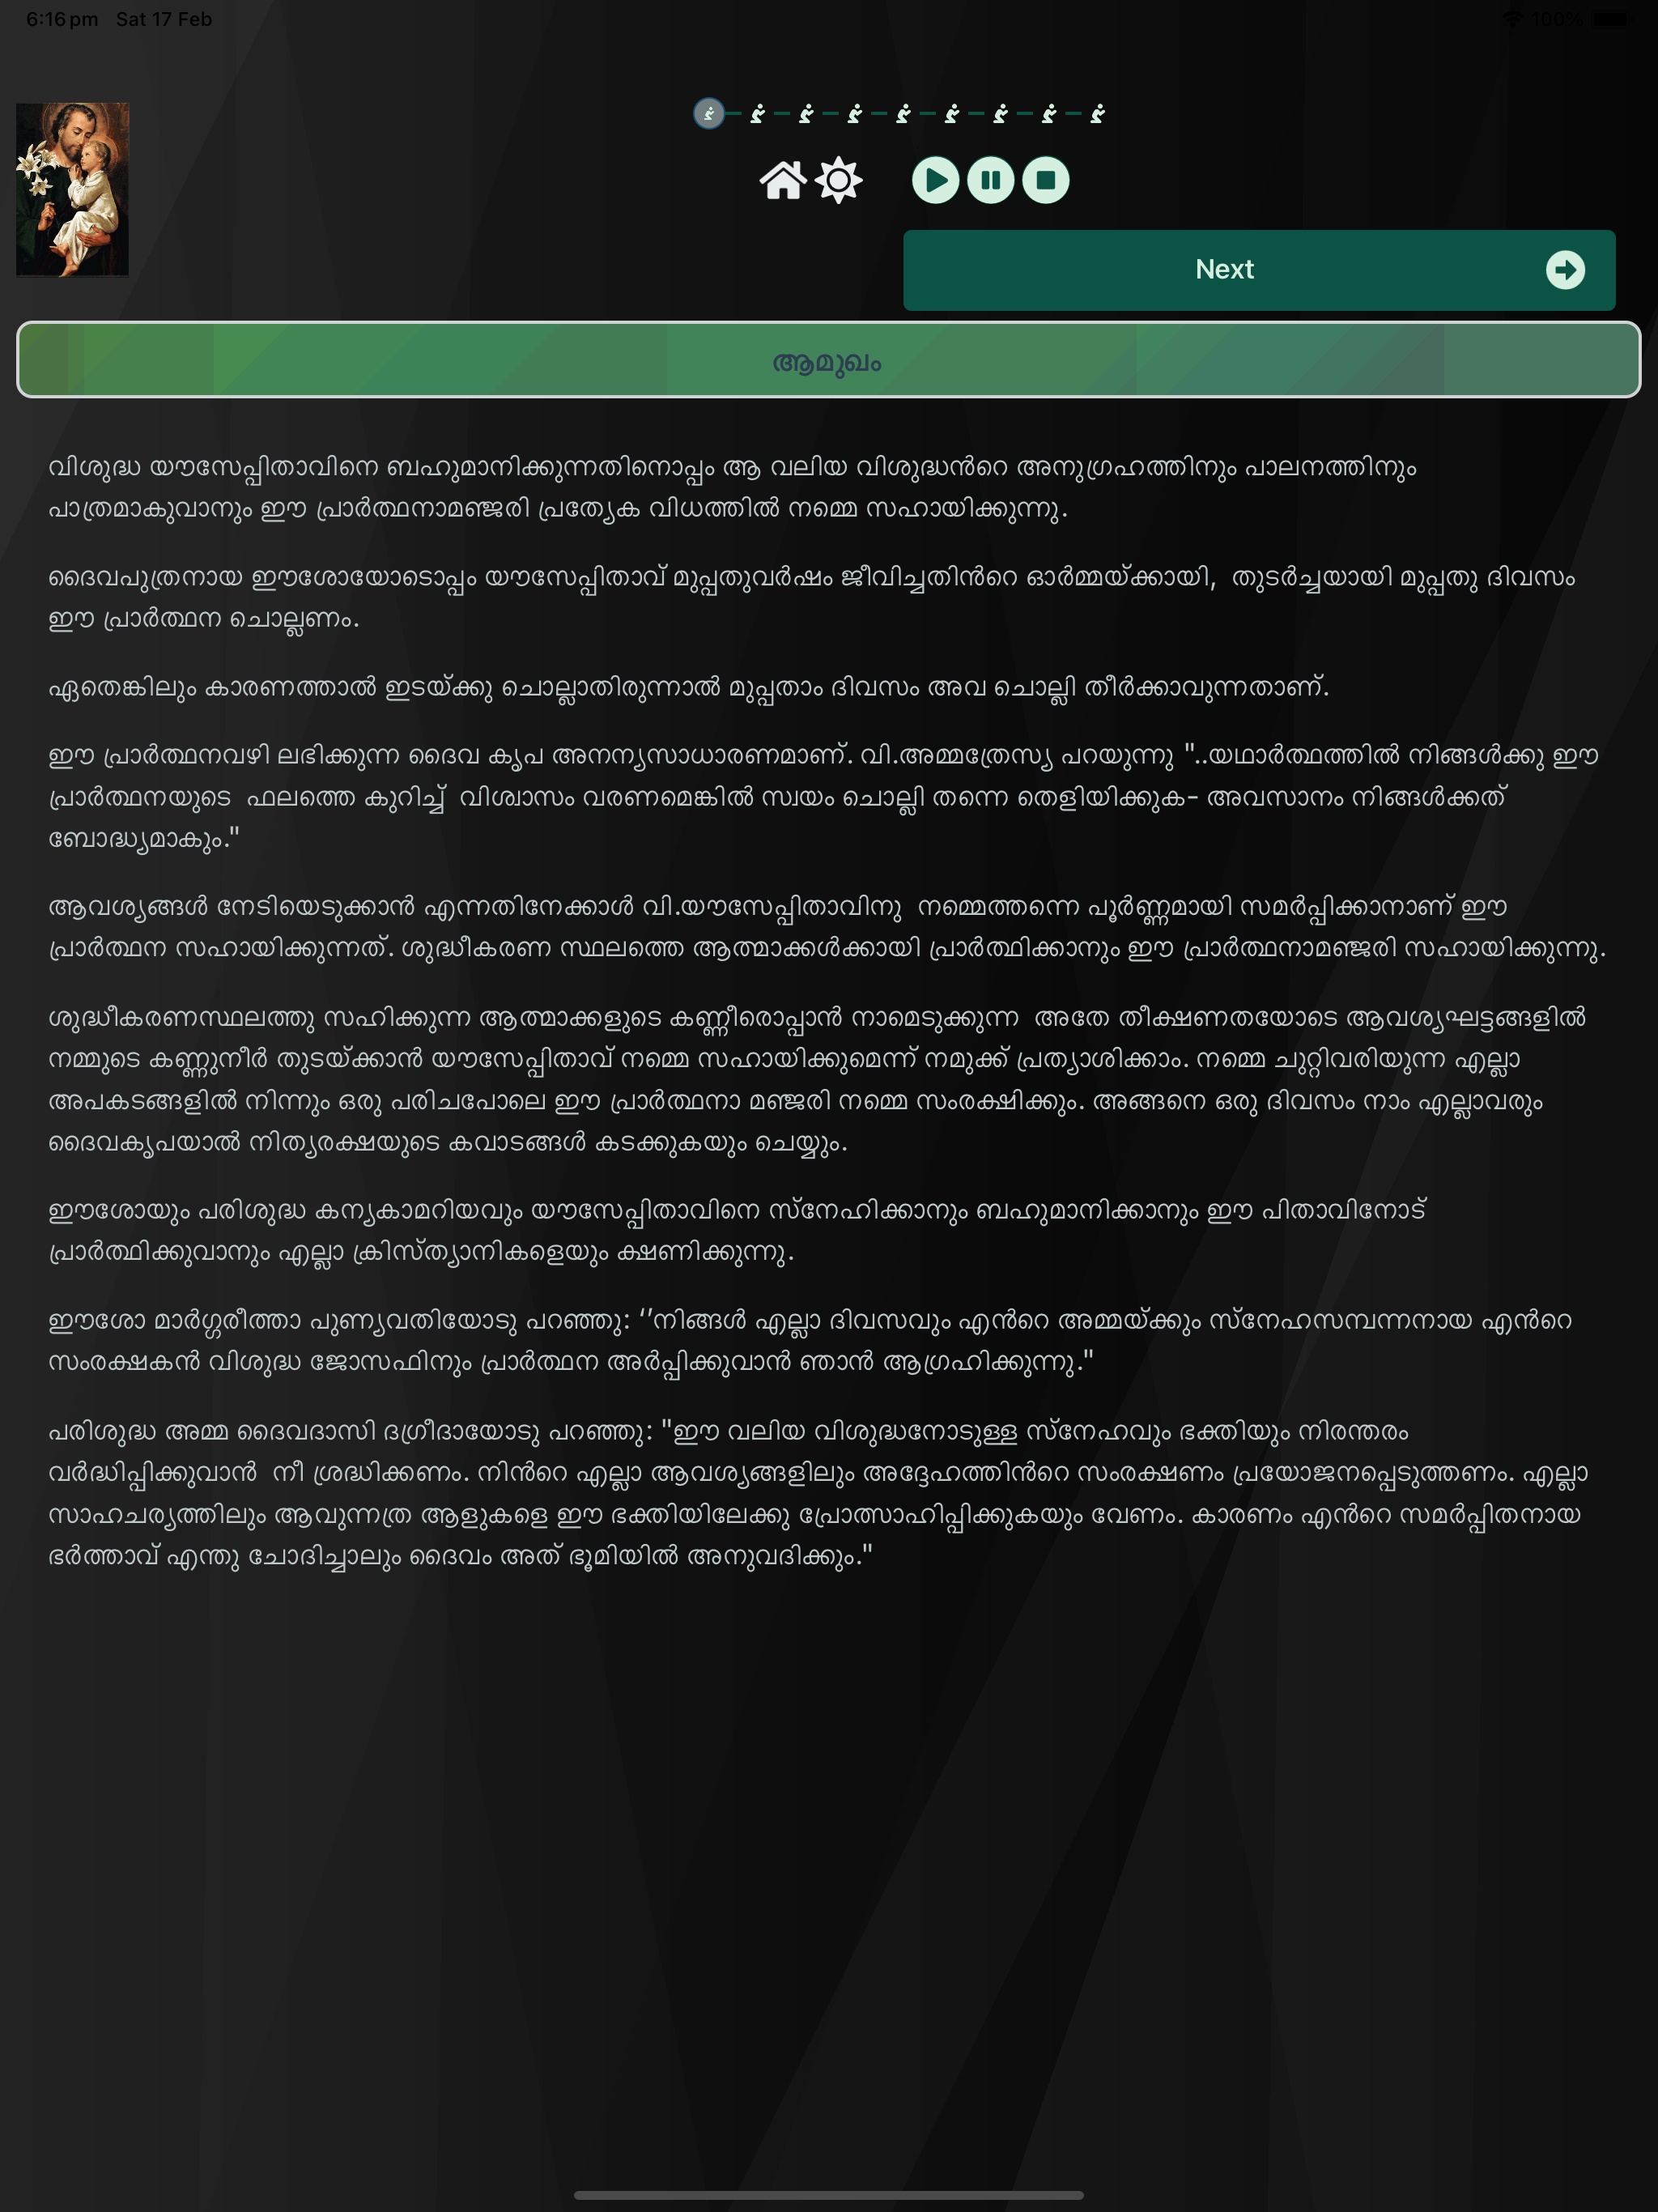 6:16 pm Sat 17 Feb
100%
Next
ആമുഖം
വിശുദ്ധ യൗസേപ്പിതാവിനെ ബഹുമാനിക്കുന്നതിനൊപ്പം ആ വലിയ വിശുദ്ധൻറെ അനുഗ്രഹത്തിനും പാലനത്തിനും
പാത്രമാകുവാനും ഈ പ്രാർത്ഥനാമഞ്ജരി പ്രത്യേക വിധത്തിൽ നമ്മെ സഹായിക്കുന്നു.
ദൈവപുത്രനായ ഈശോയോടൊപ്പം യൗസേപ്പിതാവ് മുപ്പതുവർഷം ജീവിച്ചതിൻറെ ഓർമ്മയ്ക്കായി, തുടർച്ചയായി മുപ്പതു ദിവസം
ഈ പ്രാർത്ഥന ചൊല്ലണം.
ഏതെങ്കിലും കാരണത്താൽ ഇടയ്ക്കു ചൊല്ലാതിരുന്നാൽ മുപ്പതാം ദിവസം അവ ചൊല്ലി തീർക്കാവുന്നതാണ്.
ഈ പ്രാർത്ഥനവഴി ലഭിക്കുന്ന ദൈവ കൃപ അനന്യസാധാരണമാണ്. വി.അമ്മത്രേസ്യ പറയുന്നു "..യഥാർത്ഥത്തിൽ നിങ്ങൾക്കു ഈ
പ്രാർത്ഥനയുടെ ഫലത്തെ കുറിച്ച് വിശ്വാസം വരണമെങ്കിൽ സ്വയം ചൊല്ലി തന്നെ തെളിയിക്കുക- അവസാനം നിങ്ങൾക്കത്
ബോദ്ധ്യമാകും."
ആവശ്യങ്ങൾ നേടിയെടുക്കാൻ എന്നതിനേക്കാൾ വി.യൗസേപ്പിതാവിനു നമ്മെത്തന്നെ പൂർണ്ണമായി സമർപ്പിക്കാനാണ് ഈ
പ്രാർത്ഥന സഹായിക്കുന്നത്. ശുദ്ധീകരണ സ്ഥലത്തെ ആത്മാക്കൾക്കായി പ്രാർത്ഥിക്കാനും ഈ പ്രാർത്ഥനാമഞ്ജരി സഹായിക്കുന്നു.
ശുദ്ധീകരണസ്ഥലത്തു സഹിക്കുന്ന ആത്മാക്കളുടെ കണ്ണീരൊപ്പാൻ നാമെടുക്കുന്ന അതേ തീക്ഷണതയോടെ ആവശ്യഘട്ടങ്ങളിൽ
നമ്മുടെ കണ്ണുനീർ തുടയ്ക്കാൻ യൗസേപ്പിതാവ് നമ്മെ സഹായിക്കുമെന്ന് നമുക്ക് പ്രത്യാശിക്കാം. നമ്മെ ചുറ്റിവരിയുന്ന എല്ലാ
അപകടങ്ങളിൽ നിന്നും ഒരു പരിചപോലെ ഈ പ്രാർത്ഥനാ മഞ്ജരി നമ്മെ സംരക്ഷിക്കും. അങ്ങനെ ഒരു ദിവസം നാം എല്ലാവരും
ദൈവകൃപയാൽ നിത്യരക്ഷയുടെ കവാടങ്ങൾ കടക്കുകയും ചെയ്യും.
ഈശോയും പരിശുദ്ധ കന്യകാമറിയവും യൗസേപ്പിതാവിനെ സ്നേഹിക്കാനും ബഹുമാനിക്കാനും ഈ പിതാവിനോട്
പ്രാർത്ഥിക്കുവാനും എല്ലാ ക്രിസ്ത്യാനികളെയും ക്ഷണിക്കുന്നു.
ഈശോ മാർഗ്ഗരീത്താ പുണ്യവതിയോടു പറഞ്ഞു: ‘’നിങ്ങൾ എല്ലാ ദിവസവും എൻറെ അമ്മയ്ക്കും സ്നേഹസമ്പന്നനായ എൻറെ
സംരക്ഷകൻ വിശുദ്ധ ജോസഫിനും പ്രാർത്ഥന അർപ്പിക്കുവാൻ ഞാൻ ആഗ്രഹിക്കുന്നു."
പരിശുദ്ധ അമ്മ ദൈവദാസി ദഗ്രീദായോടു പറഞ്ഞു: "ഈ വലിയ വിശുദ്ധനോടുള്ള സ്നേഹവും ഭക്തിയും നിരന്തരം
വർദ്ധിപ്പിക്കുവാൻ നീ ശ്രദ്ധിക്കണം. നിൻറെ എല്ലാ ആവശ്യങ്ങളിലും അദ്ദേഹത്തിൻറെ സംരക്ഷണം പ്രയോജനപ്പെടുത്തണം. എല്ലാ
സാഹചര്യത്തിലും ആവുന്നത്ര ആളുകളെ ഈ ഭക്തിയിലേക്കു പ്രോത്സാഹിപ്പിക്കുകയും വേണം. കാരണം എൻറെ സമർപ്പിതനായ
ഭർത്താവ് എന്തു ചോദിച്ചാലും ദൈവം അത് ഭൂമിയിൽ അനുവദിക്കും."